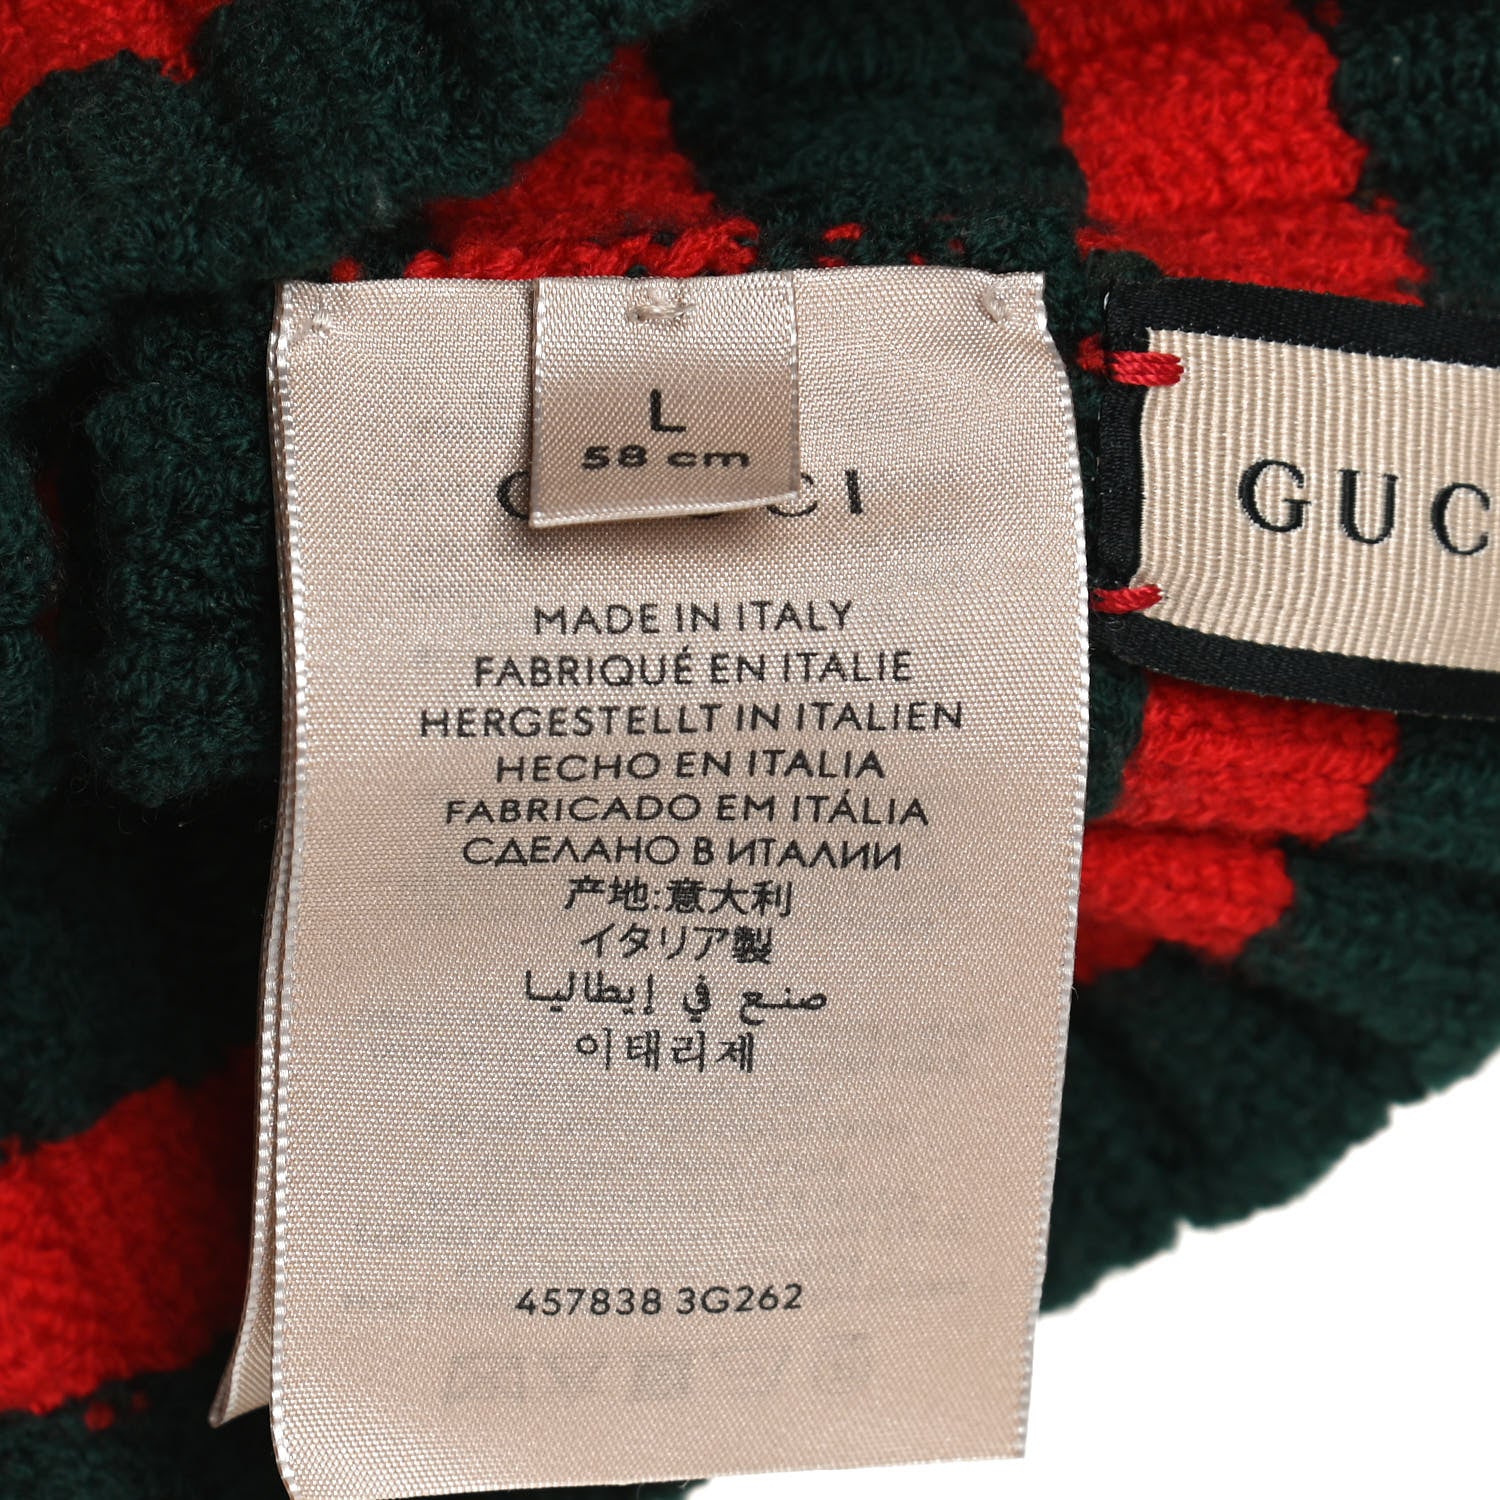 L
58 cm
GUC
MADE IN ITALY
FABRIQUÉ EN ITALIE
HERGESTELLT IN ITALIEN
HECHO EN ITALIA
FABRICADO EM ITÁLIA
СДЕЛАНО В ИТАЛИИ
产地:意大利
イタリア製
صنع في إيطاليا
이태리제
457838 3G262